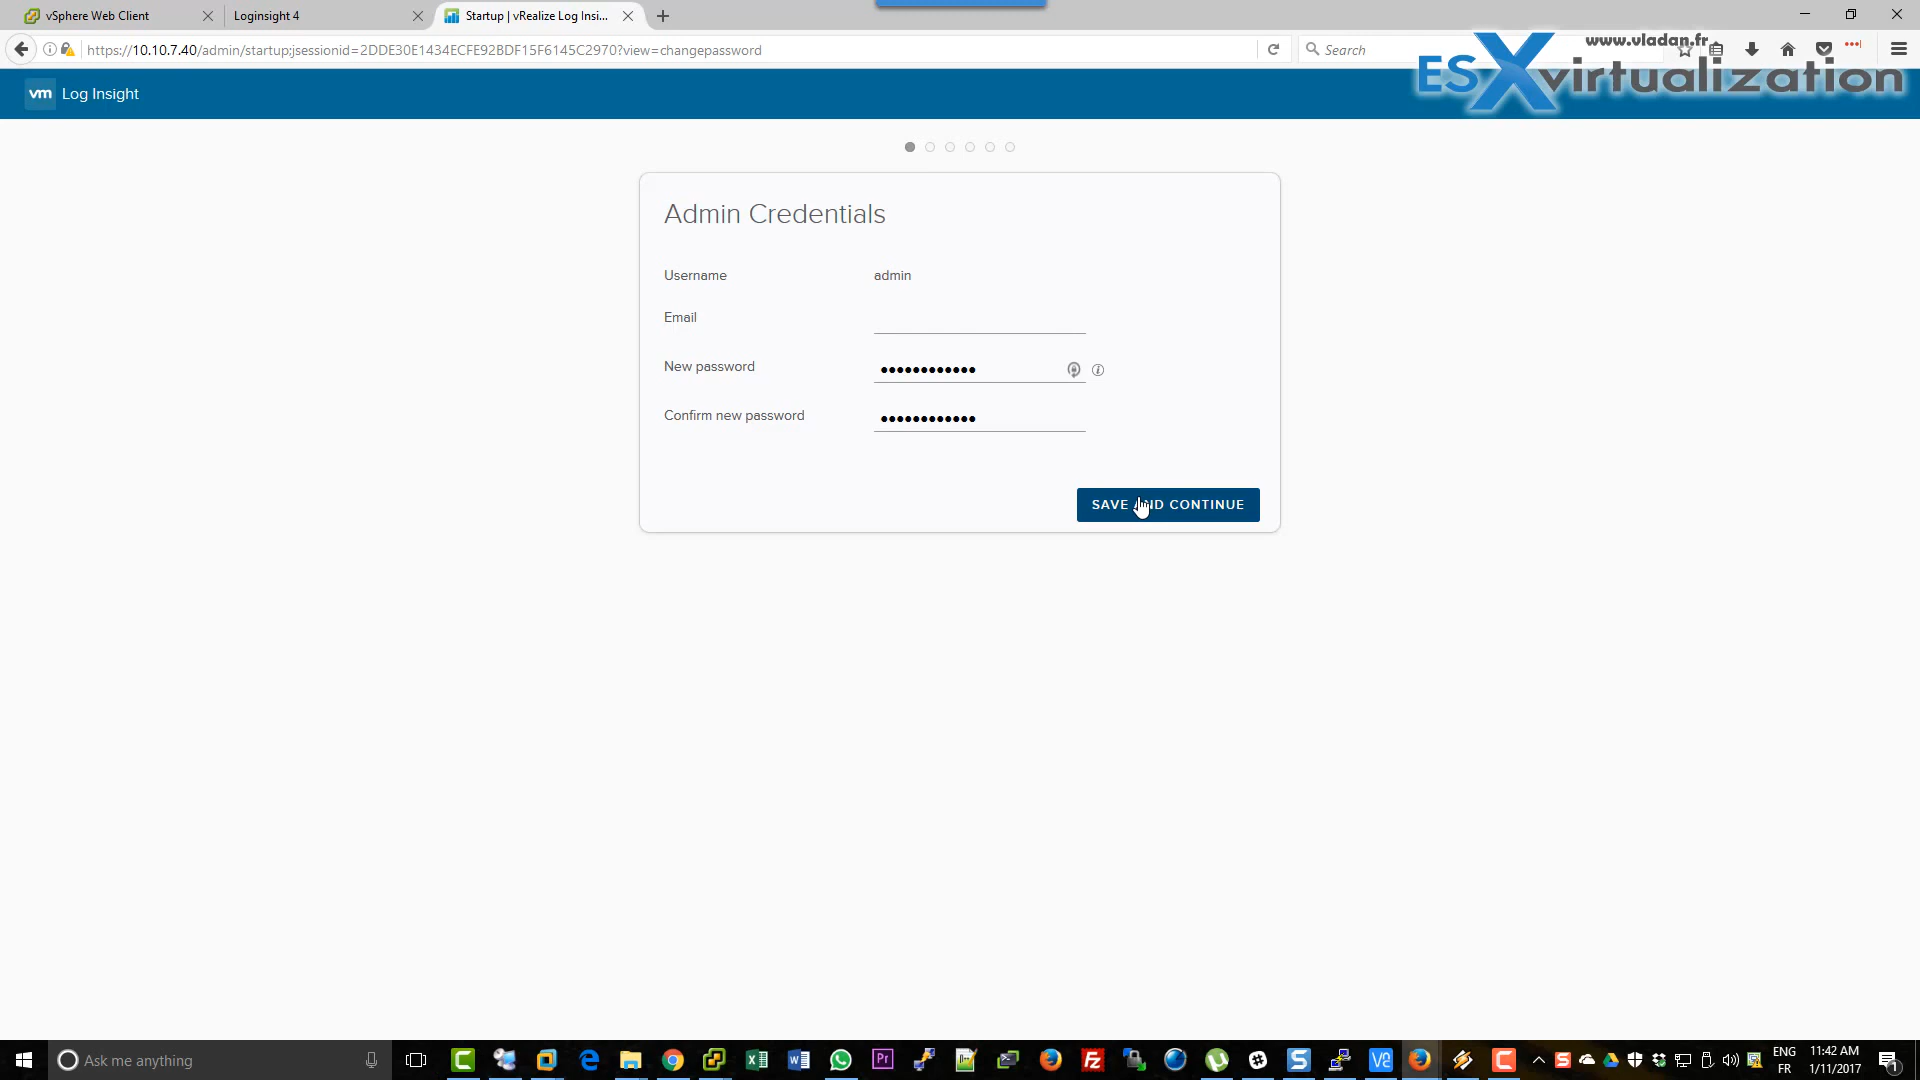 vSphere Web Client
Loginsight 4
Startup | vRealize Log Insi...
https://10.10.7.40/admin/startup;jsessionid=2DDE30E1434ECFE92BDF15F6145C2970?view=changepassword
Search
www.vladan.fr
ESXvirtualization
vm Log Insight
Admin Credentials
Username admin
Email
New password ●●●●●●●●●●●●
Confirm new password ●●●●●●●●●●●●
SAVE AND CONTINUE
Ask me anything
ENG
FR
11:42 AM
1/11/2017